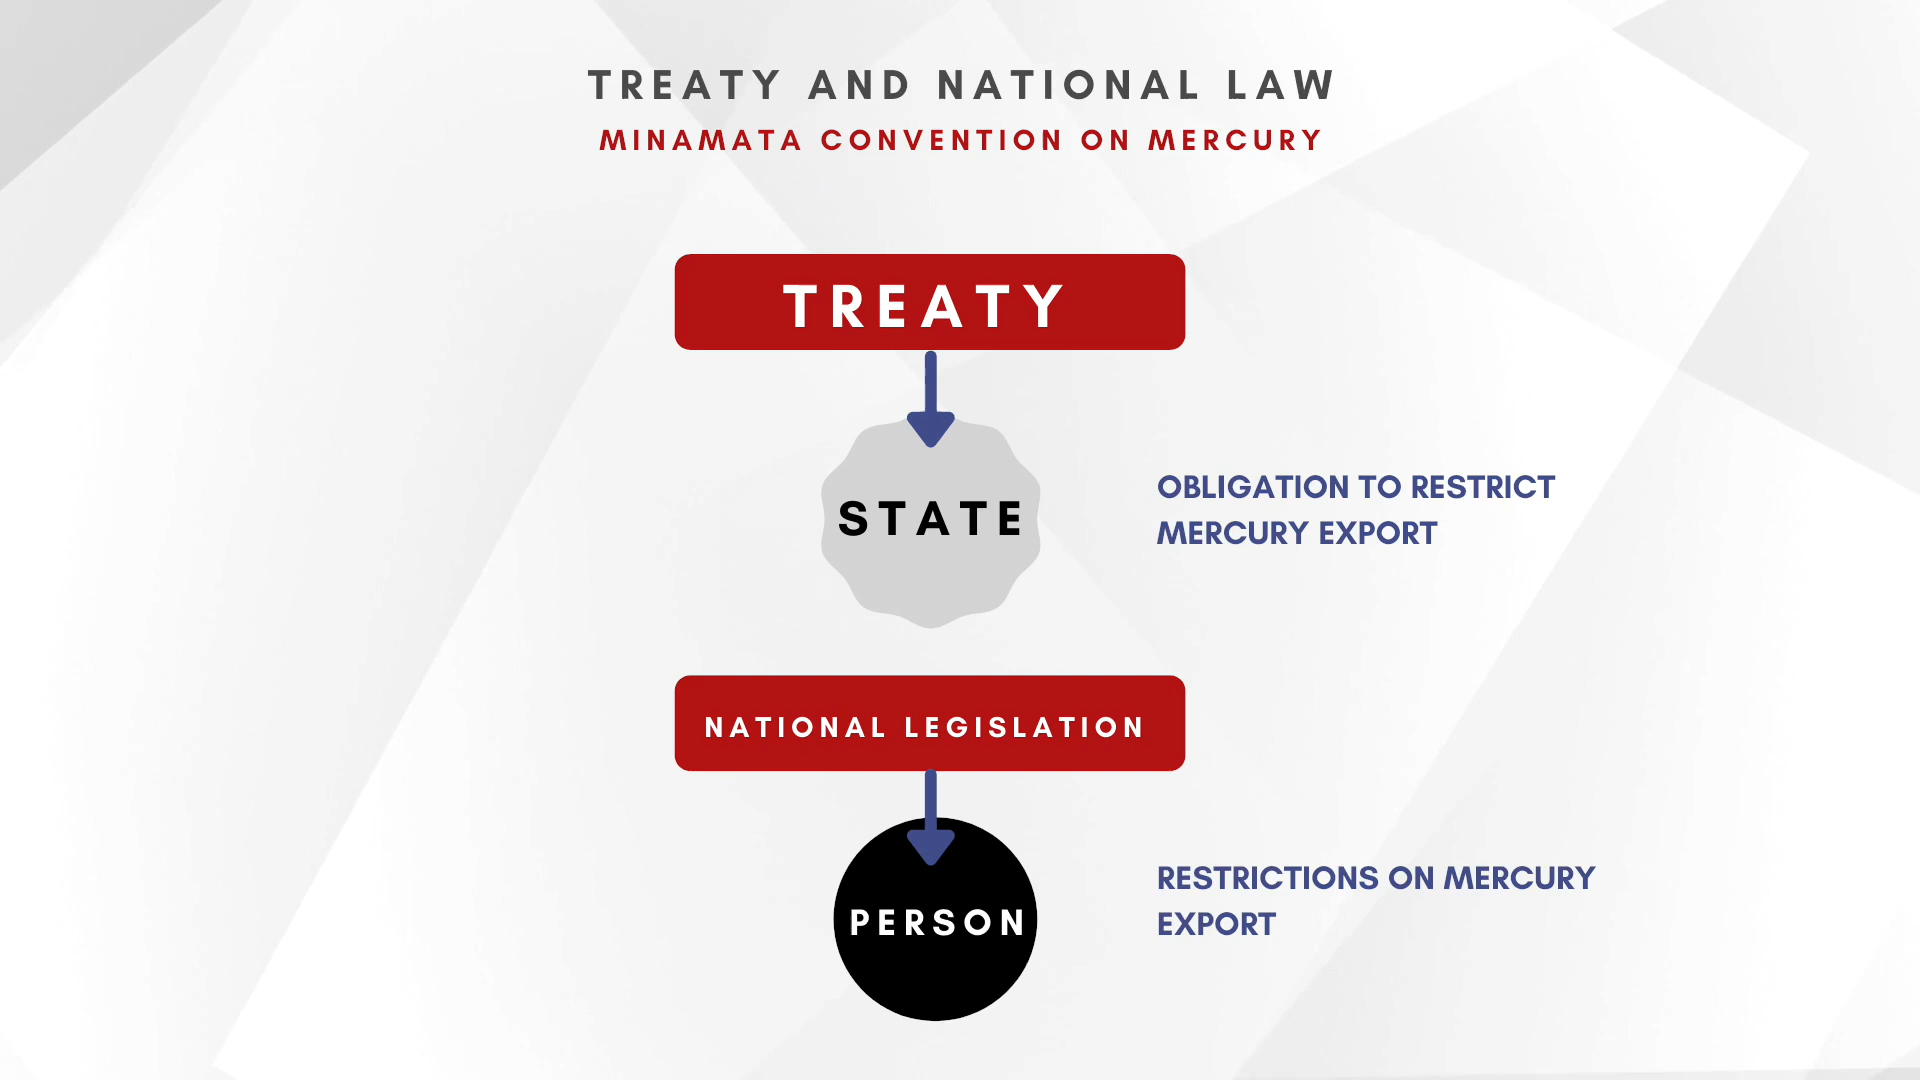 TREATY AND NATIONAL LAW
MINAMATA CONVENTION ON MERCURY
TREATY
STATE
OBLIGATION TO RESTRICT
MERCURY EXPORT
NATIONAL LEGISLATION
PERSON
RESTRICTIONS ON MERCURY
EXPORT